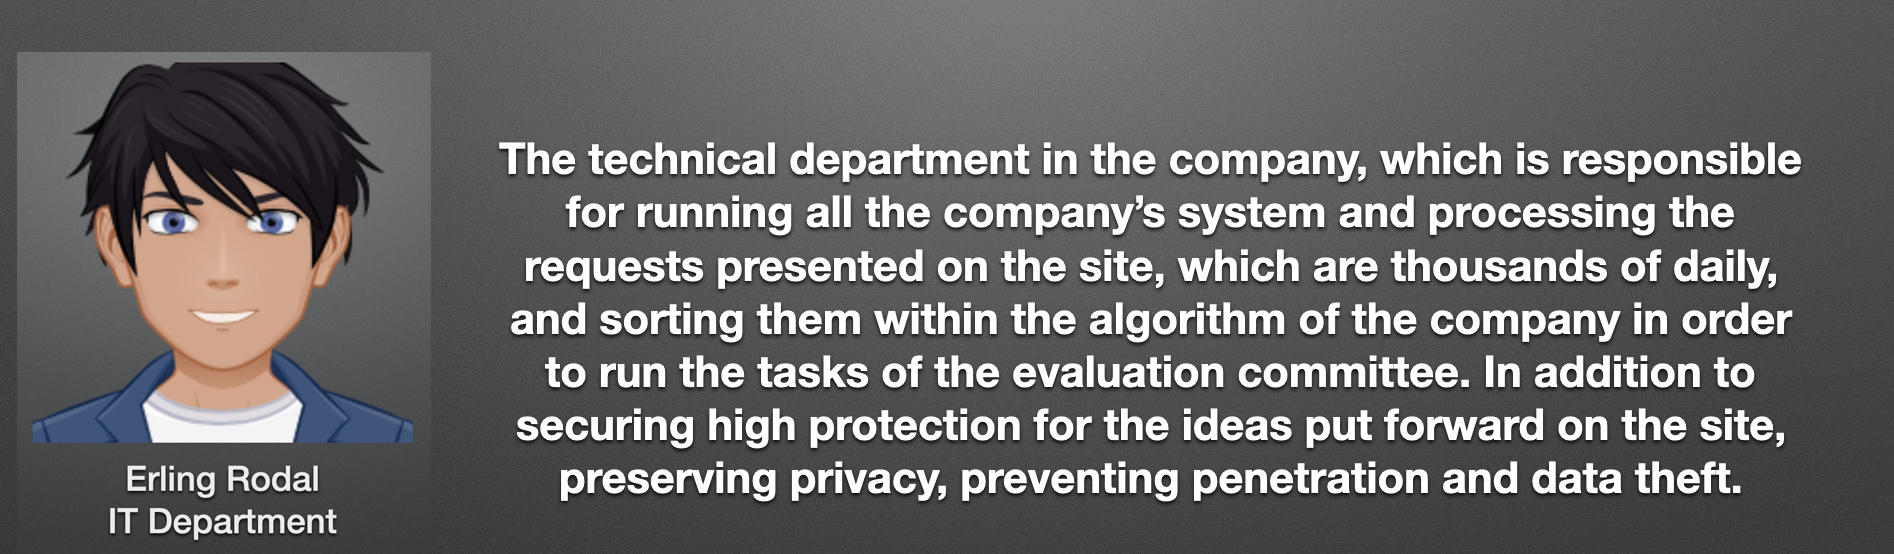 The technical department in the company, which is responsible
for running all the company’s system and processing the
requests presented on the site, which are thousands of daily,
and sorting them within the algorithm of the company in order
to run the tasks of the evaluation committee. In addition to
securing high protection for the ideas put forward on the site,
preserving privacy, preventing penetration and data theft.
Erling Rodal
IT Department